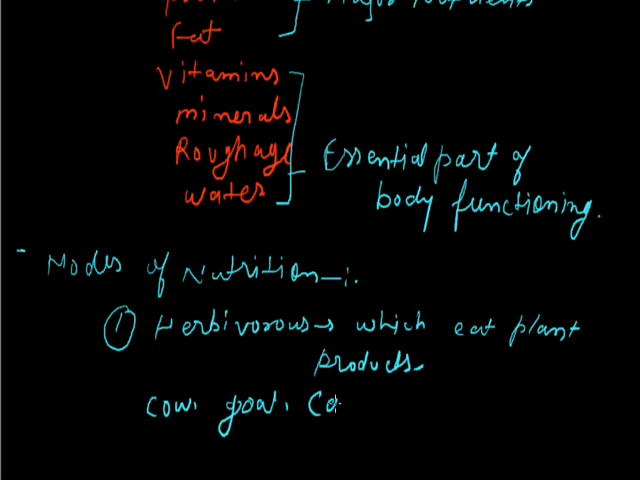 Fat
Vitamins
minerals
Roughage
Essential part of
water
body functioning.
- Modes of Nutrition -:
① Herbivorous → which eat plant
products.
cow, goat, Ca